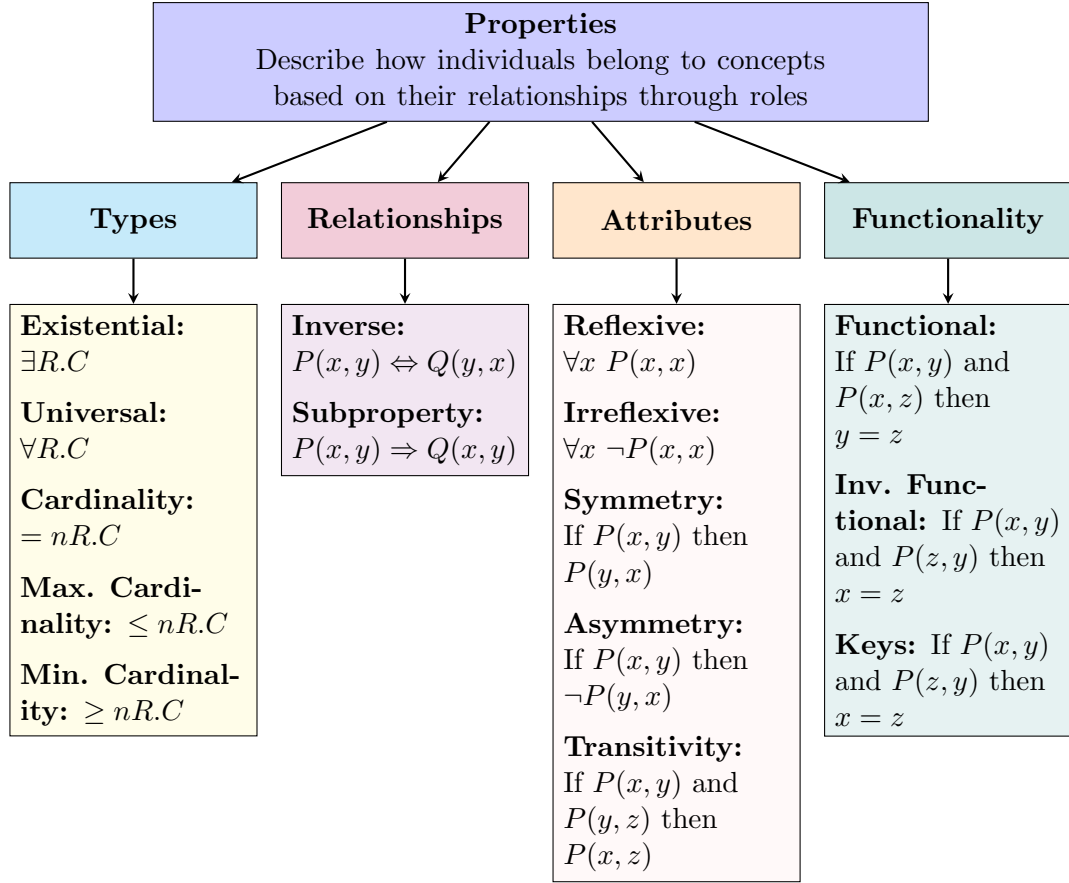 Properties
Describe how individuals belong to concepts
based on their relationships through roles
Types
Relationships
Attributes
Functionality
Existential:
∃R.C
Universal:
∀R.C
Cardinality:
= nR.C
Max. Cardi-
nality: ≤ nR.C
Min. Cardinal-
ity: ≥ nR.C
Inverse:
P(x, y) ⇔ Q(y, x)
Subproperty:
P(x, y) ⇒ Q(x, y)
Reflexive:
∀x P(x, x)
Irreflexive:
∀x ¬P(x, x)
Symmetry:
If P(x, y) then
P(y, x)
Asymmetry:
If P(x, y) then
¬P(y, x)
Transitivity:
If P(x, y) and
P(y, z) then
P(x, z)
Functional:
If P(x, y) and
P(x, z) then
y = z
Inv. Func-
tional: If P(x, y)
and P(z, y) then
x = z
Keys: If P(x, y)
and P(z, y) then
x = z